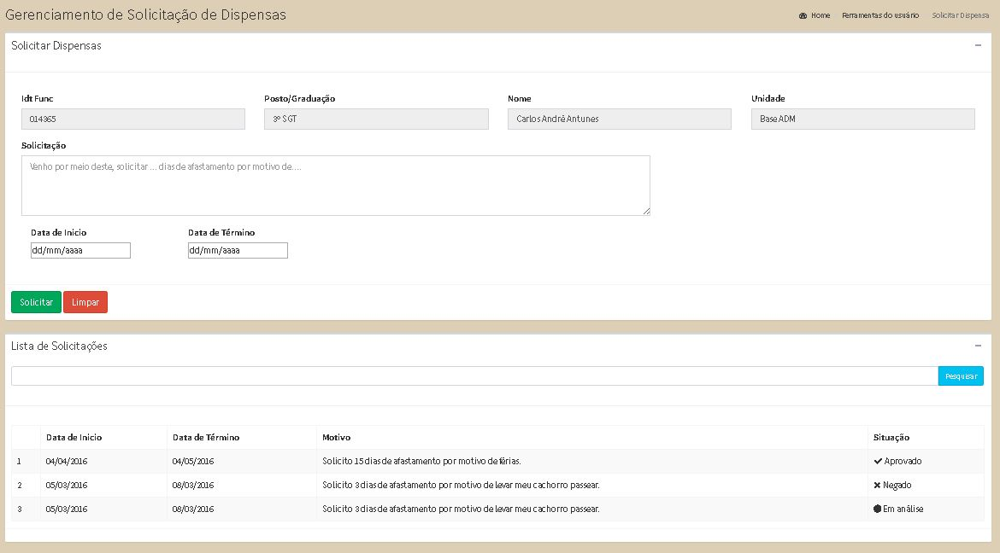 Gerenciamento de Solicitação de Dispensas
Home Ferramentas do usuário Solicitar Dispensa
Solicitar Dispensas
Idt Func Posto/Graduação Nome Unidade
014365 3º SGT Carlos André Antunes Base ADM
Solicitação
Venho por meio deste, solicitar ... dias de afastamento por motivo de....
Data de Inicio Data de Término
dd/mm/aaaa dd/mm/aaaa
Solicitar Limpar
Lista de Solicitações
Pesquisar
Data de Inicio Data de Término Motivo Situação
1 04/04/2016 04/05/2016 Solicito 15 dias de afastamento por motivo de férias. Aprovado
2 05/03/2016 08/03/2016 Solicito 3 dias de afastamento por motivo de levar meu cachorro passear. Negado
3 05/03/2016 08/03/2016 Solicito 3 dias de afastamento por motivo de levar meu cachorro passear. Em análise